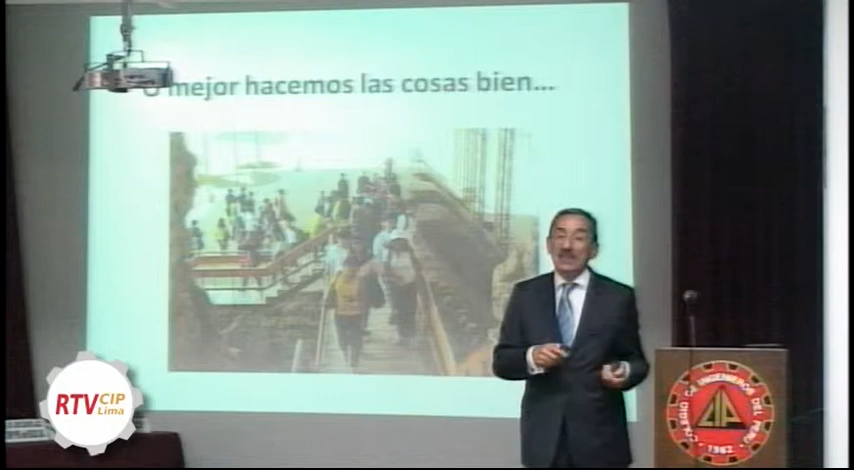 O mejor hacemos las cosas bien...
RTV CIP
Lima
COLEGIO DE INGENIEROS DEL PERU
CIP
1962